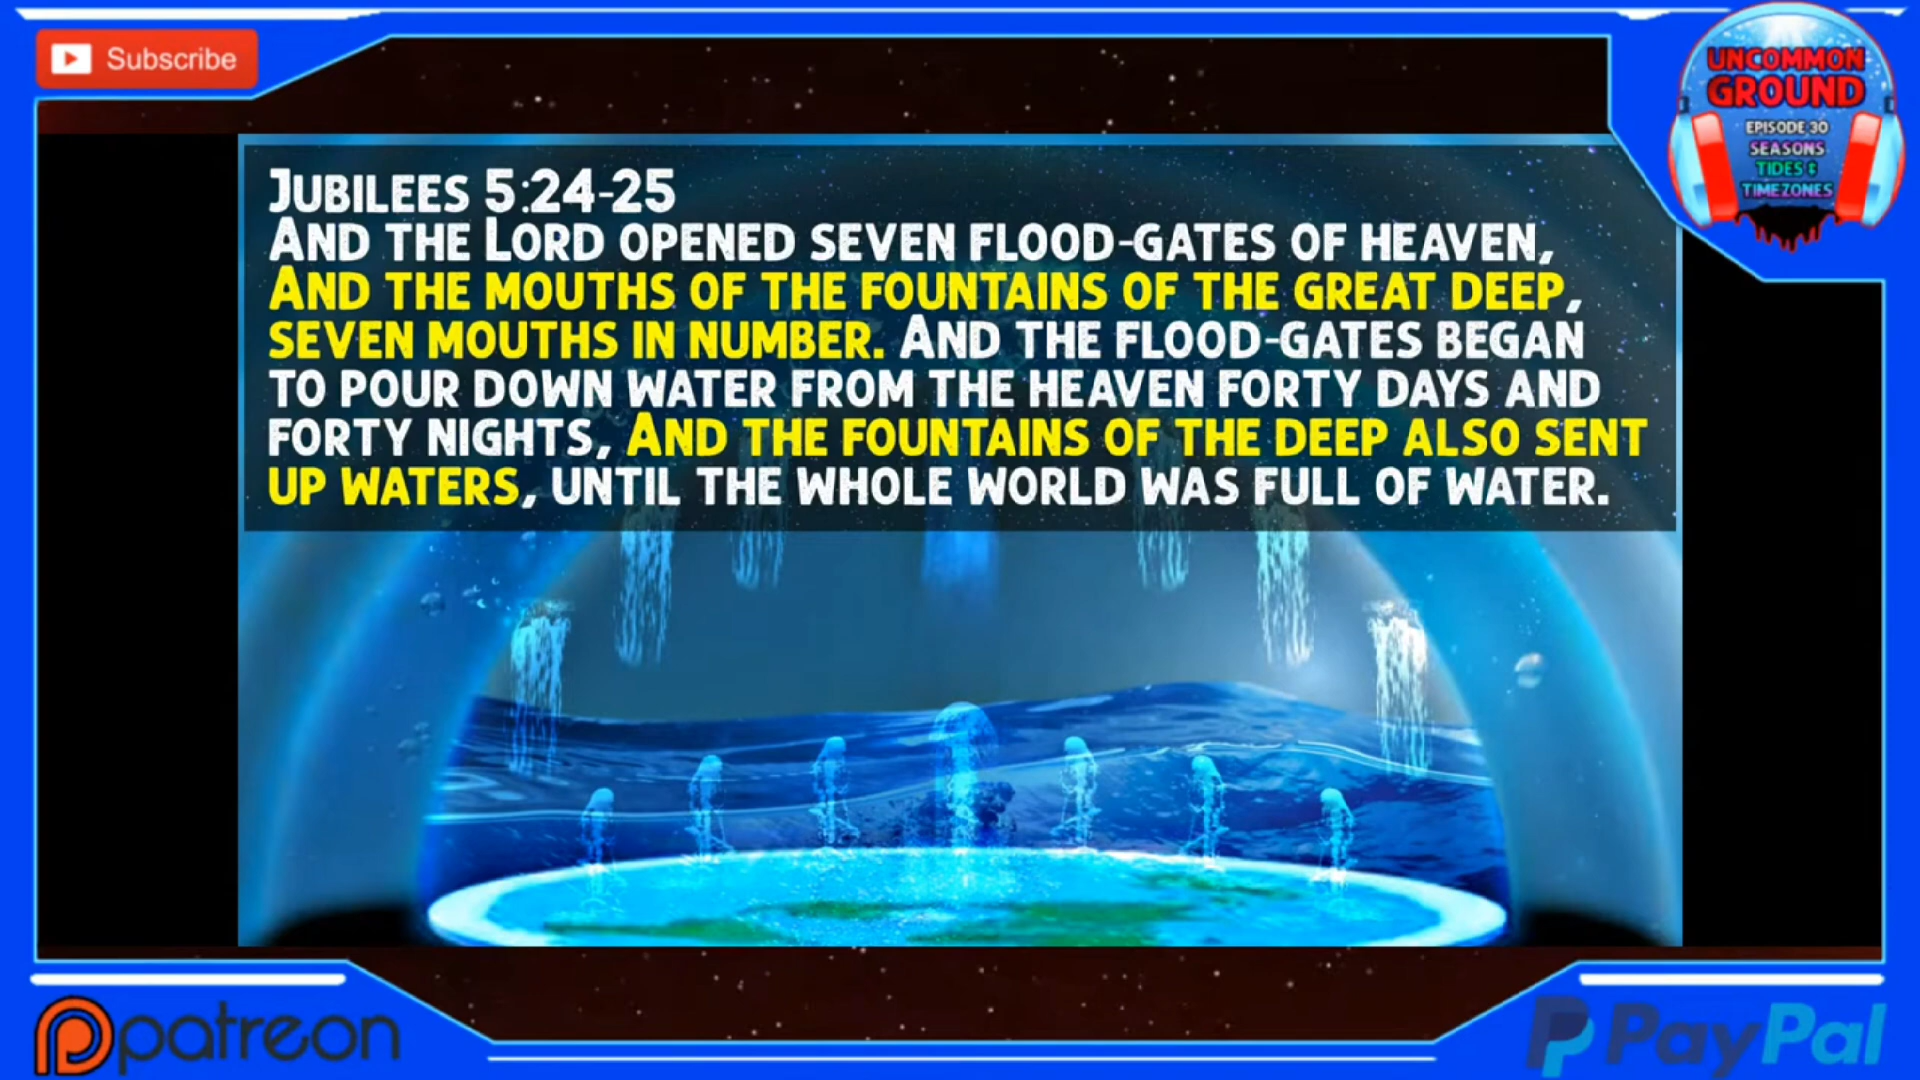 Subscribe
UNCOMMON
GROUND
EPISODE 30
SEASONS
TIDES &
TIMEZONES
JUBILEES 5:24-25
AND THE LORD OPENED SEVEN FLOOD-GATES OF HEAVEN,
AND THE MOUTHS OF THE FOUNTAINS OF THE GREAT DEEP,
SEVEN MOUTHS IN NUMBER. AND THE FLOOD-GATES BEGAN
TO POUR DOWN WATER FROM THE HEAVEN FORTY DAYS AND
FORTY NIGHTS, AND THE FOUNTAINS OF THE DEEP ALSO SENT
UP WATERS, UNTIL THE WHOLE WORLD WAS FULL OF WATER.
patreon
PayPal